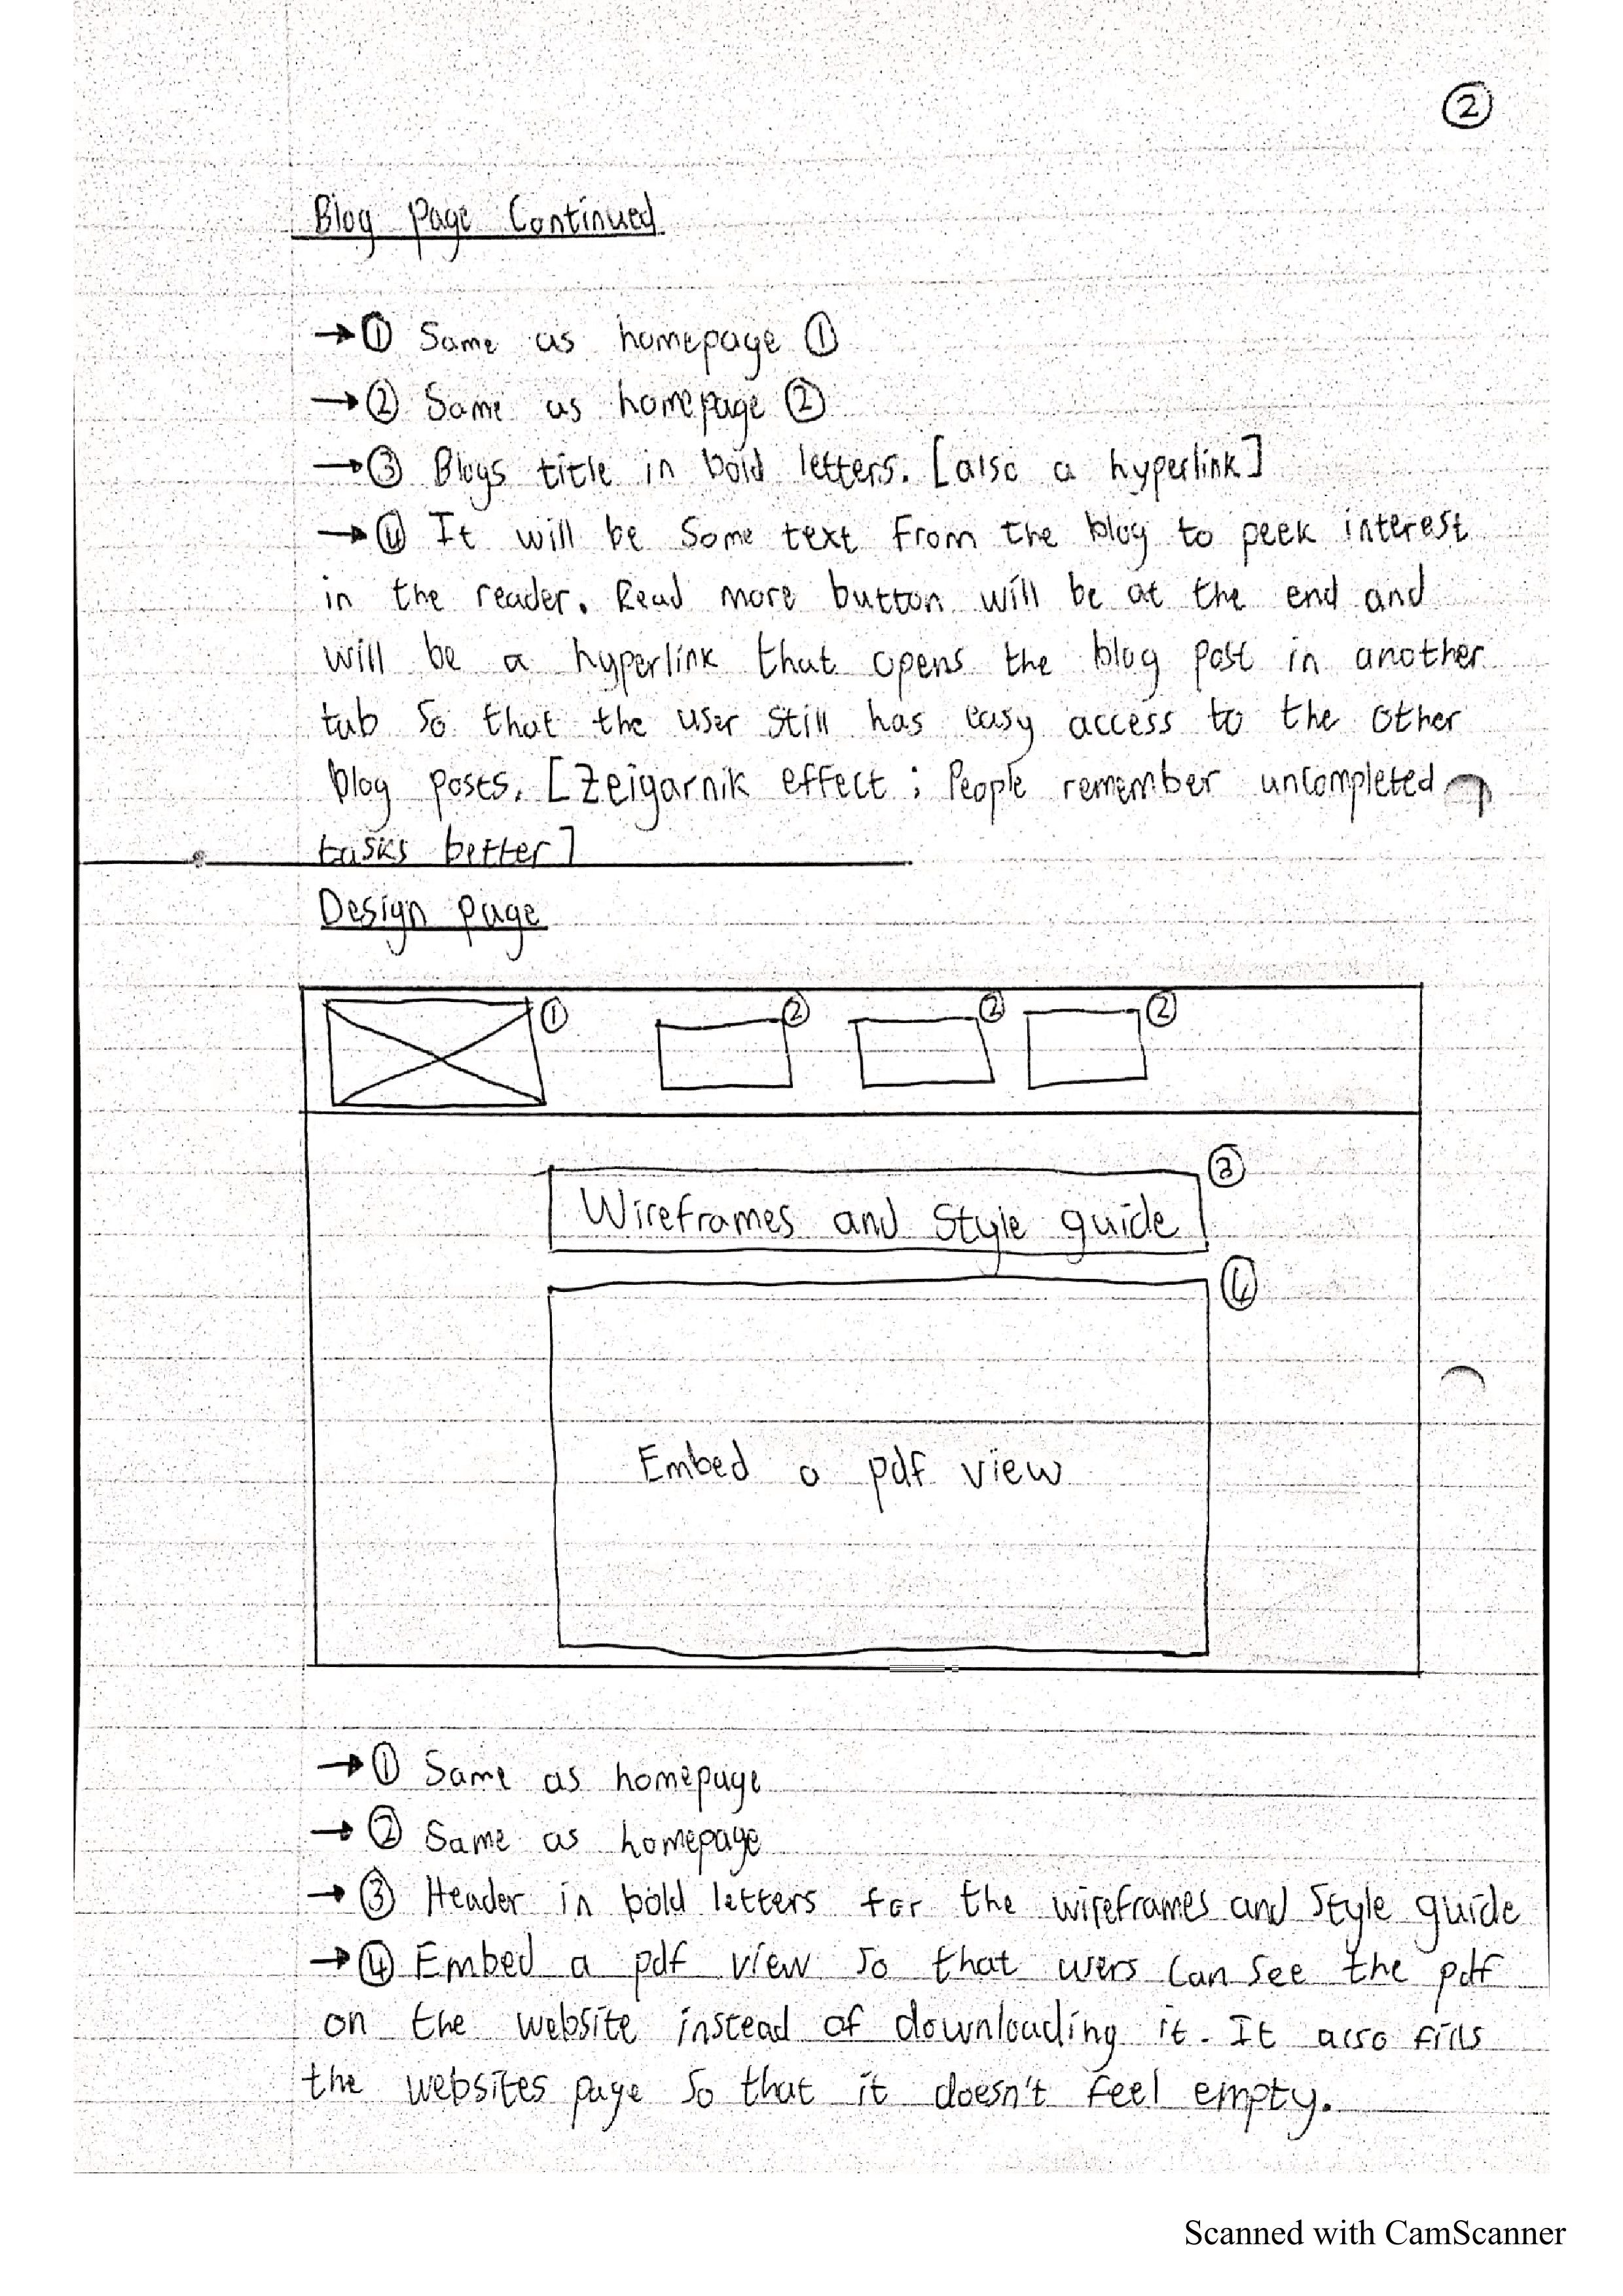 ②
Blog Page Continued
→① Same as homepage ①
→② Same as homepage ②
→③ Blogs title in bold letters. [also a hyperlink]
→④ It will be some text from the blog to peek interest
in the reader. Read more button will be at the end and
will be a hyperlink that opens the blog post in another
tab so that the user still has easy access to the other
blog posts. [Zeigarnik effect ; People remember uncompleted
tasks better]
Design page
① ② ② ②
Wireframes and Style guide ③
④
Embed a pdf view
→① Same as homepage
→② Same as homepage
→③ Header in bold letters for the wireframes and style guide
→④ Embed a pdf view so that users can see the pdf
on the website instead of downloading it. It also fills
the websites page so that it doesn't feel empty.
Scanned with CamScanner